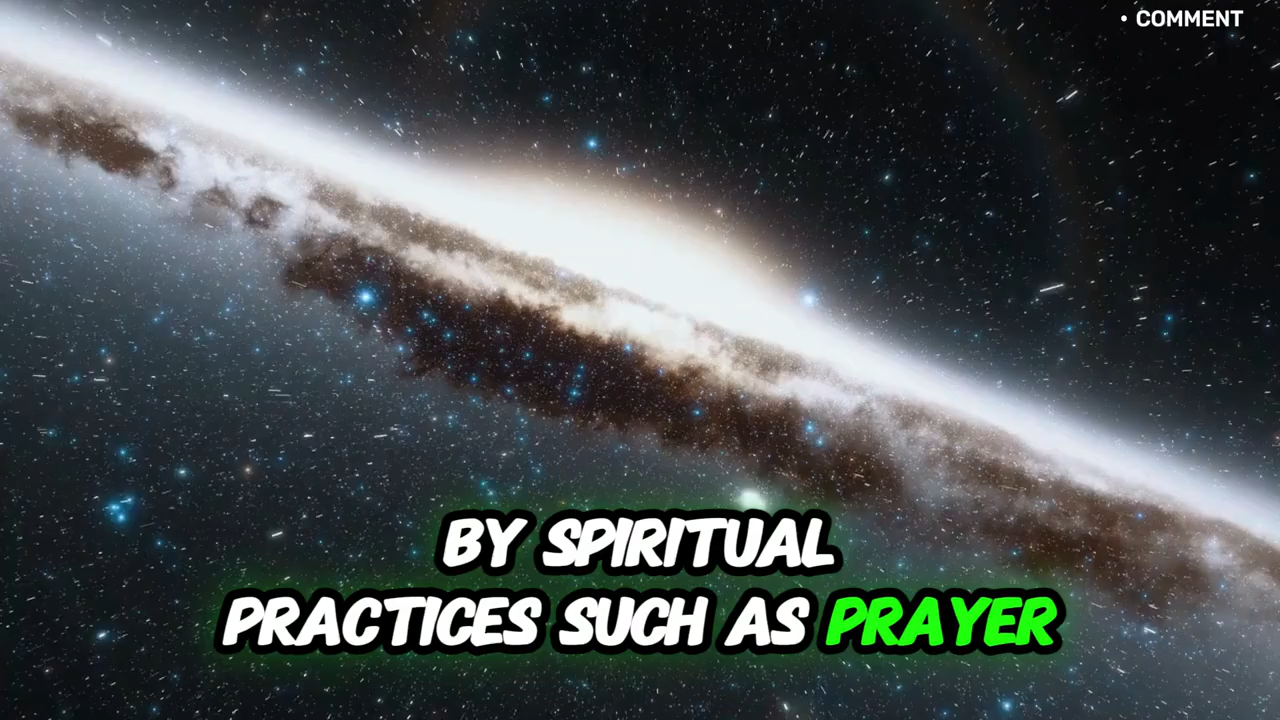 • COMMENT
BY SPIRITUAL
PRACTICES SUCH AS PRAYER